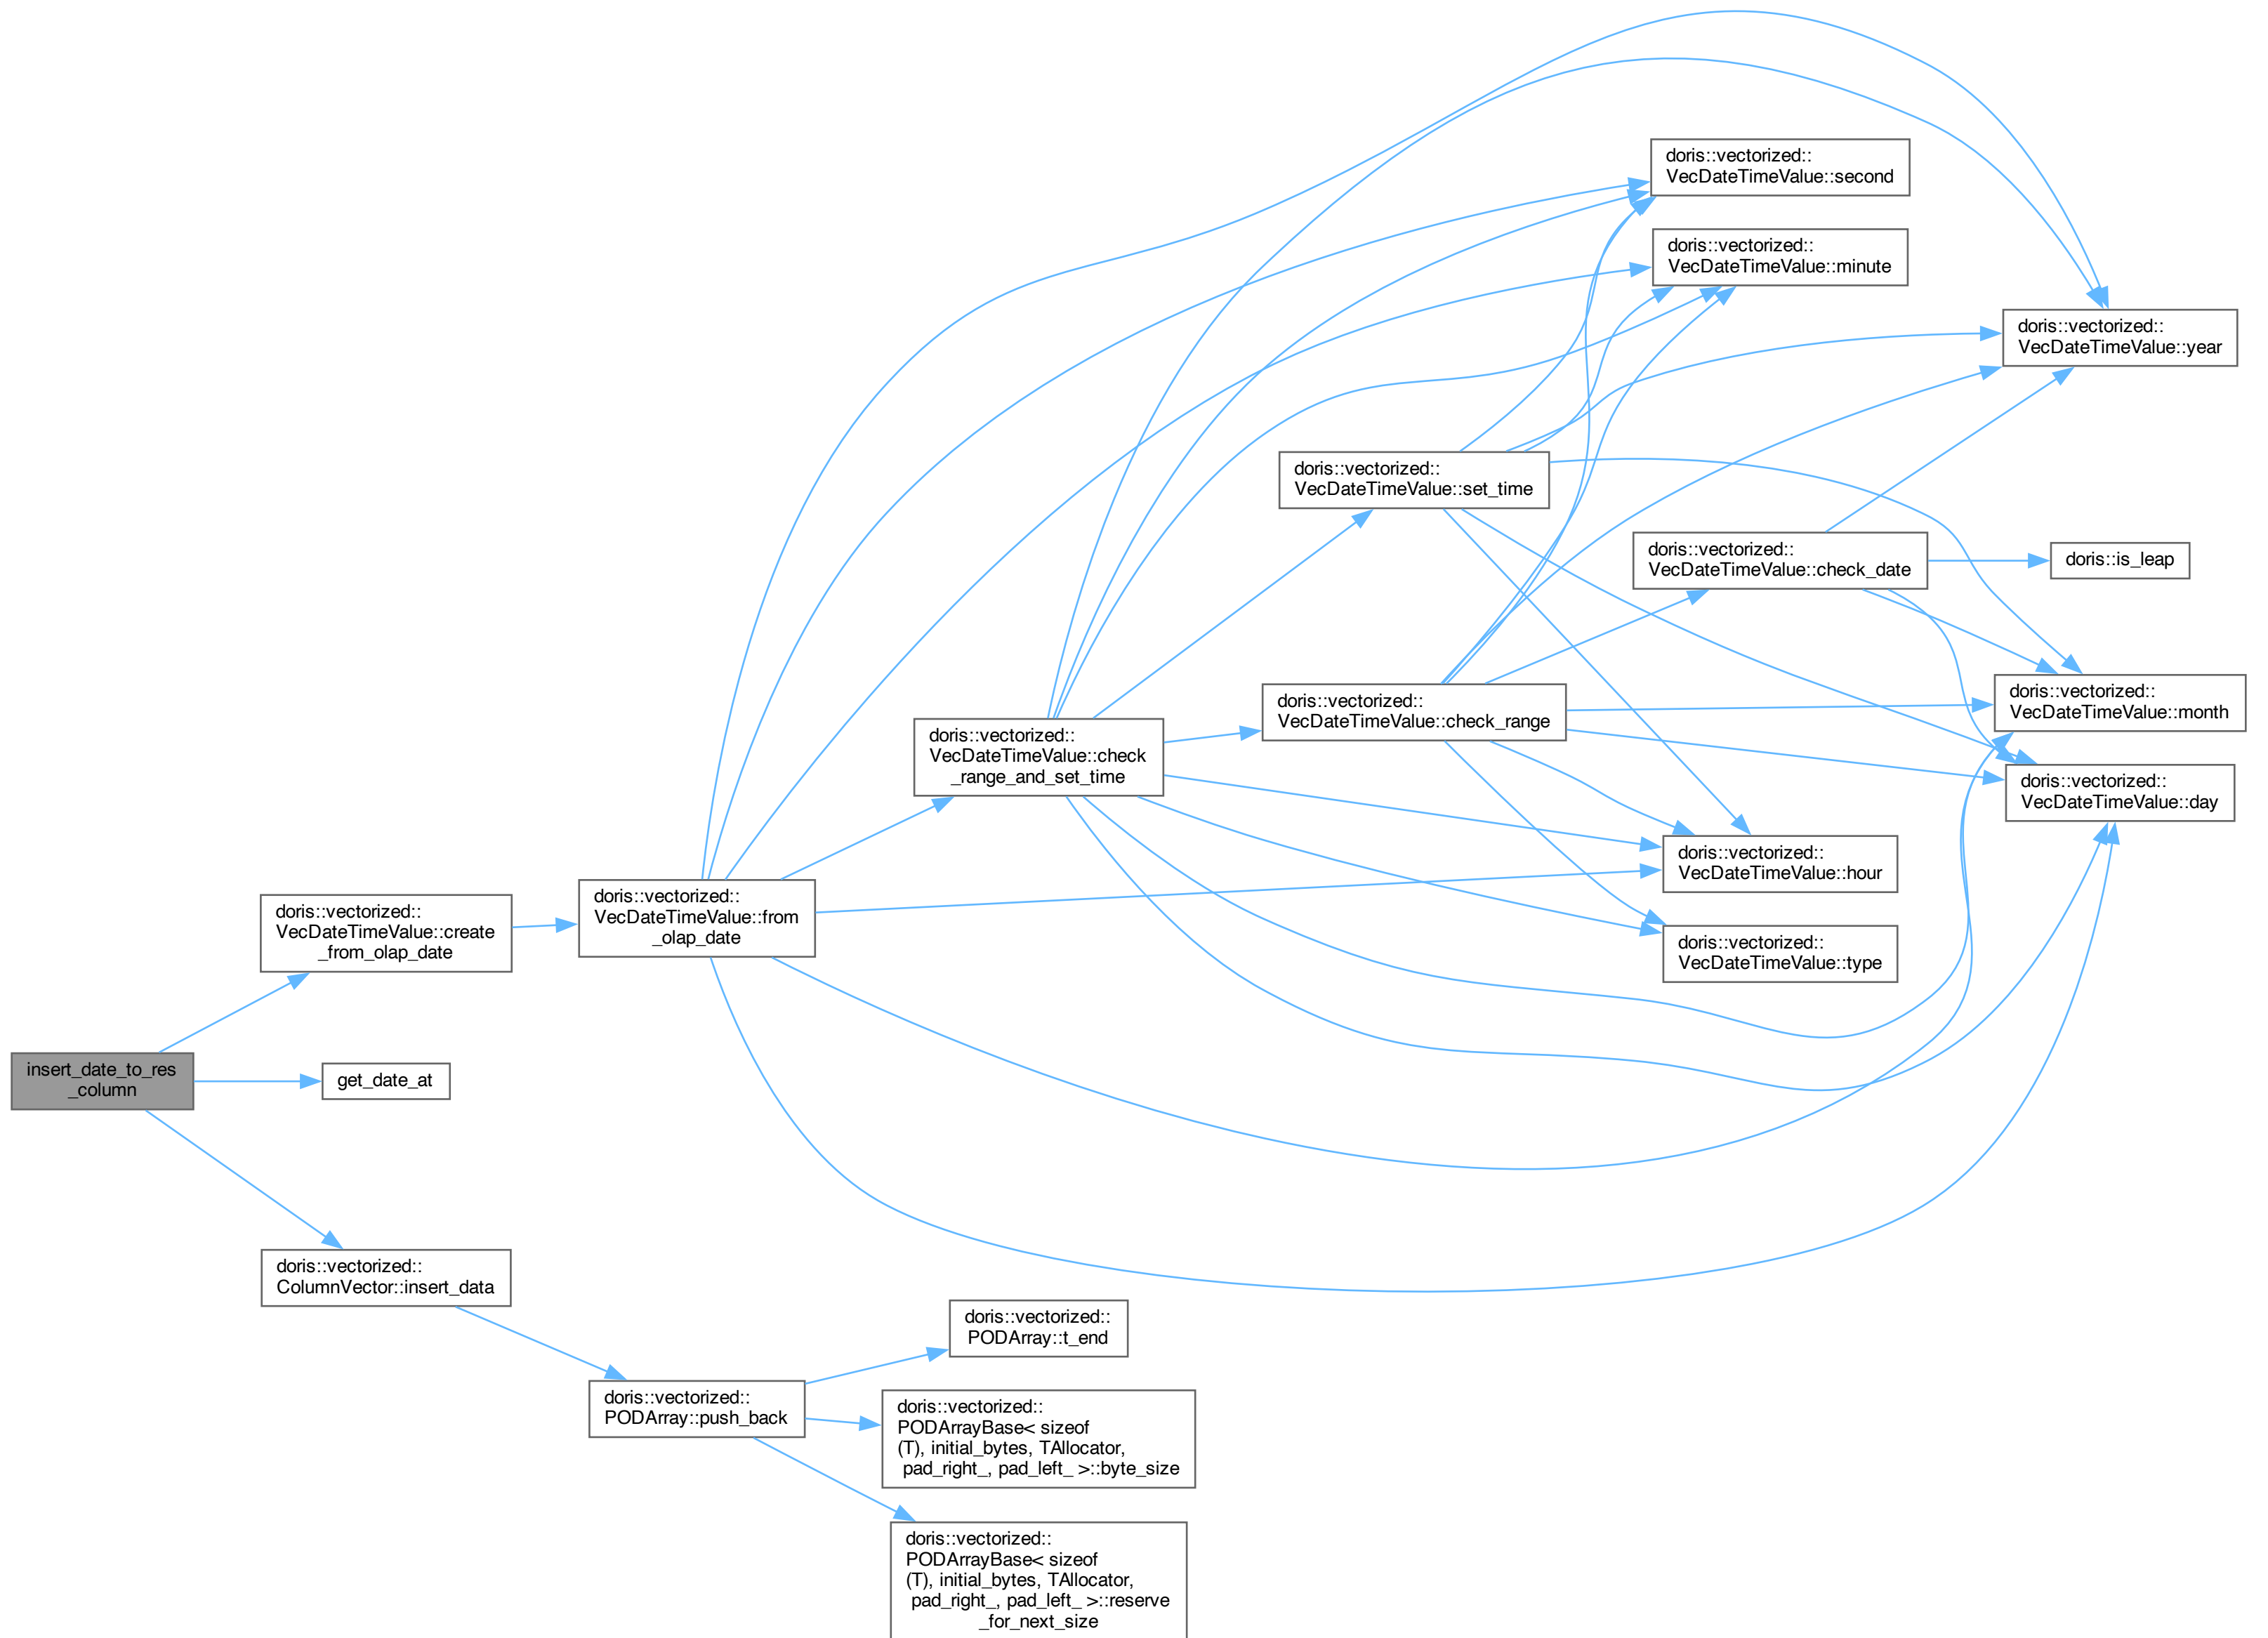 insert_date_to_res
_column
doris::vectorized::
VecDateTimeValue::create
_from_olap_date
get_date_at
doris::vectorized::
ColumnVector::insert_data
doris::vectorized::
VecDateTimeValue::from
_olap_date
doris::vectorized::
PODArray::push_back
doris::vectorized::
VecDateTimeValue::check
_range_and_set_time
doris::vectorized::
PODArray::t_end
doris::vectorized::
PODArrayBase< sizeof
(T), initial_bytes, TAllocator,
pad_right_, pad_left_ >::byte_size
doris::vectorized::
PODArrayBase< sizeof
(T), initial_bytes, TAllocator,
pad_right_, pad_left_ >::reserve
_for_next_size
doris::vectorized::
VecDateTimeValue::set_time
doris::vectorized::
VecDateTimeValue::check_range
doris::vectorized::
VecDateTimeValue::second
doris::vectorized::
VecDateTimeValue::minute
doris::vectorized::
VecDateTimeValue::check_date
doris::vectorized::
VecDateTimeValue::hour
doris::vectorized::
VecDateTimeValue::type
doris::vectorized::
VecDateTimeValue::year
doris::is_leap
doris::vectorized::
VecDateTimeValue::month
doris::vectorized::
VecDateTimeValue::day